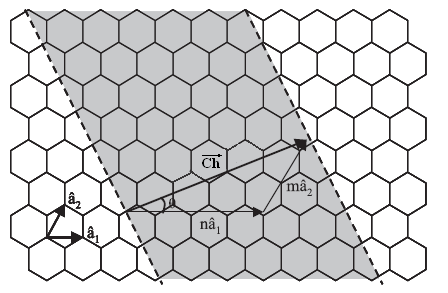 Ch
θ
mâ₂
nâ₁
â₂
â₁